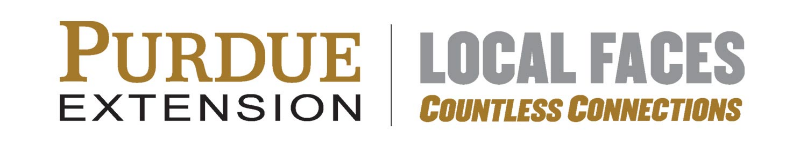 PURDUE
EXTENSION
LOCAL FACES
COUNTLESS CONNECTIONS